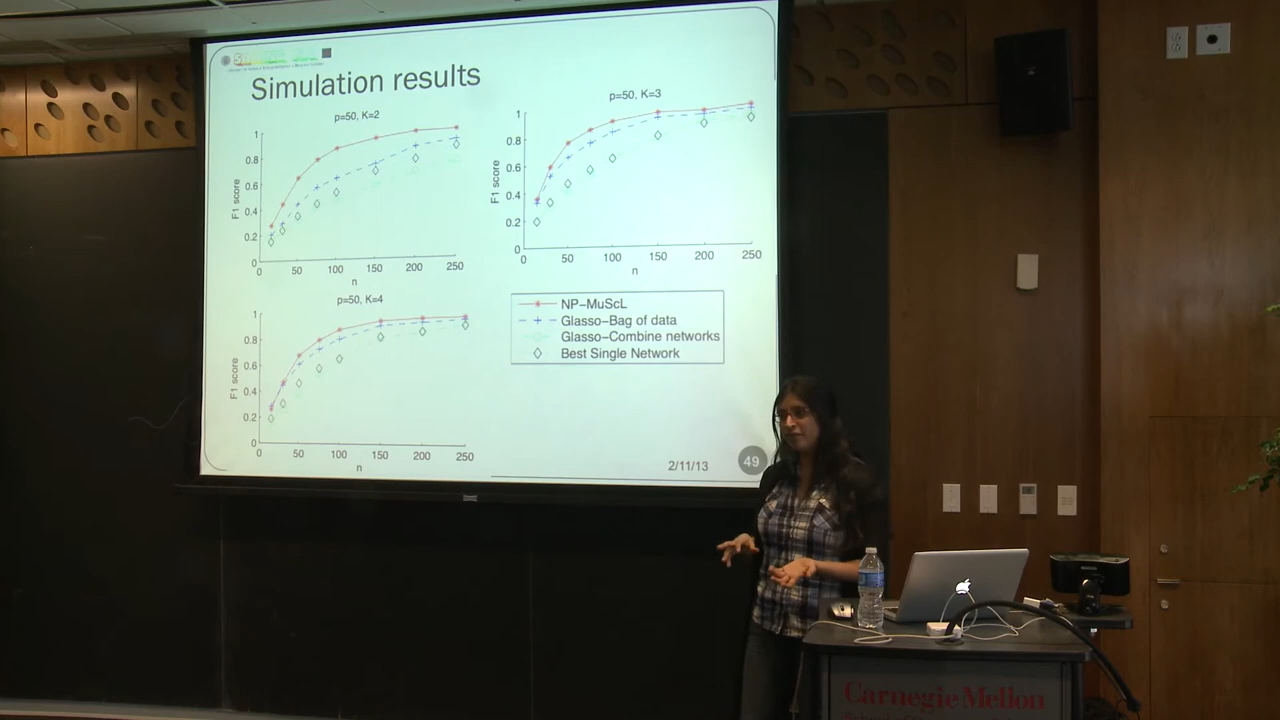 Simulation results
p=50, K=2
1
0.8
0.6
0.4
0.2
0
F1 score
0 50 100 150 200 250
n
p=50, K=3
1
0.8
0.6
0.4
0.2
0
F1 score
0 50 100 150 200 250
n
p=50, K=4
1
0.8
0.6
0.4
0.2
0
F1 score
0 50 100 150 200 250
n
NP-MuScL
Glasso-Bag of data
Glasso-Combine networks
Best Single Network
2/11/13
49
Carnegie Mellon